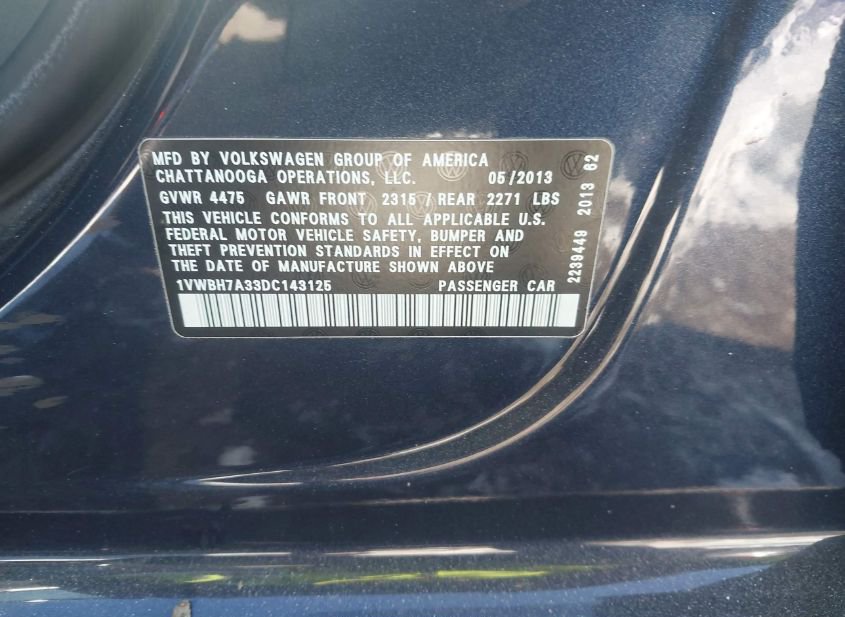 MFD BY VOLKSWAGEN GROUP OF AMERICA
CHATTANOOGA OPERATIONS, LLC. 05/2013
GVWR 4475 GAWR FRONT 2315 / REAR 2271 LBS
THIS VEHICLE CONFORMS TO ALL APPLICABLE U.S.
FEDERAL MOTOR VEHICLE SAFETY, BUMPER AND
THEFT PREVENTION STANDARDS IN EFFECT ON
THE DATE OF MANUFACTURE SHOWN ABOVE
1VWBH7A33DC143125 PASSENGER CAR
2239449 2013 62